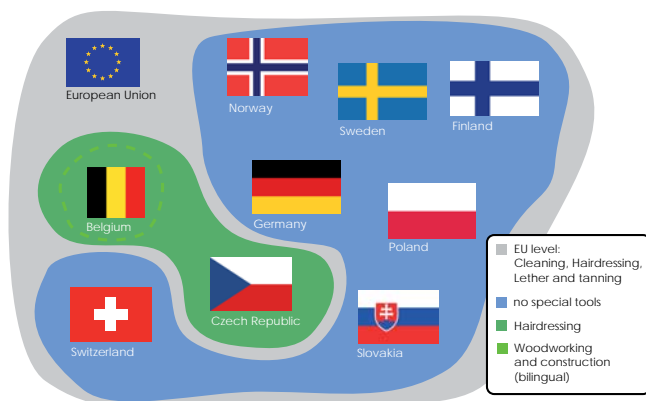 European Union
Norway
Sweden
Finland
Belgium
Germany
Poland
Czech Republic
Switzerland
Slovakia
EU level:
Cleaning, Hairdressing,
Lether and tanning
no special tools
Hairdressing
Woodworking
and construction
(bilingual)